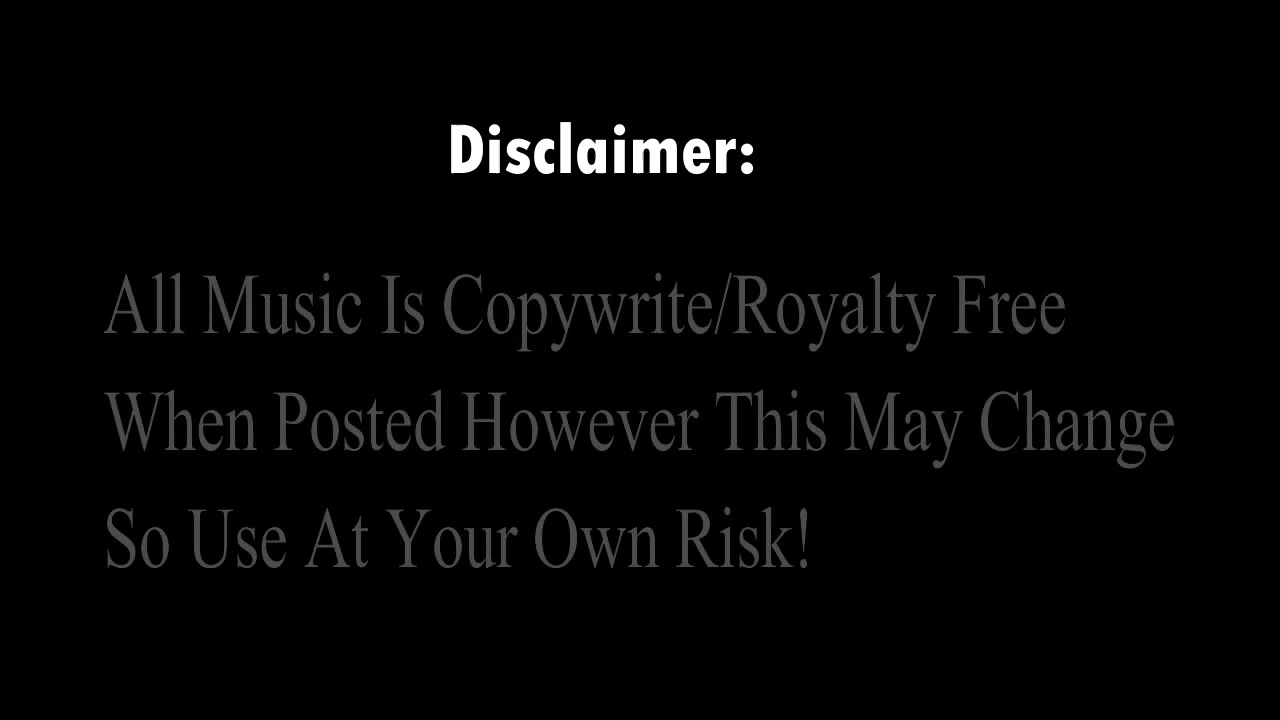 Disclaimer:
All Music Is Copywrite/Royalty Free
When Posted However This May Change
So Use At Your Own Risk!